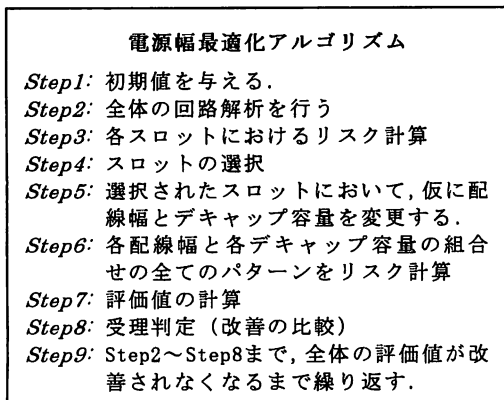 電源幅最適化アルゴリズム
Step1: 初期値を与える.
Step2: 全体の回路解析を行う
Step3: 各スロットにおけるリスク計算
Step4: スロットの選択
Step5: 選択されたスロットにおいて, 仮に配
線幅とデキャップ容量を変更する.
Step6: 各配線幅と各デキャップ容量の組合
せの全てのパターンをリスク計算
Step7: 評価値の計算
Step8: 受理判定（改善の比較）
Step9: Step2～Step8まで, 全体の評価値が改
善されなくなるまで繰り返す.